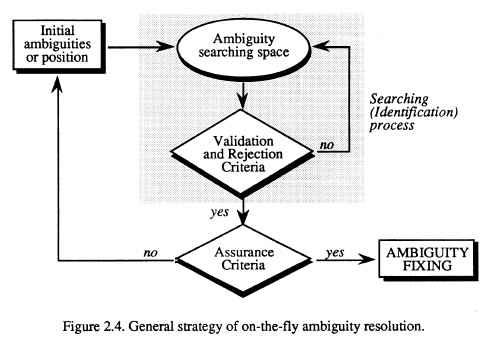 Initial
ambiguities
or position
Ambiguity
searching space
Searching
(Identification)
process
Validation
and Rejection
Criteria
no
yes
no
Assurance
Criteria
yes
AMBIGUITY
FIXING
Figure 2.4. General strategy of on-the-fly ambiguity resolution.